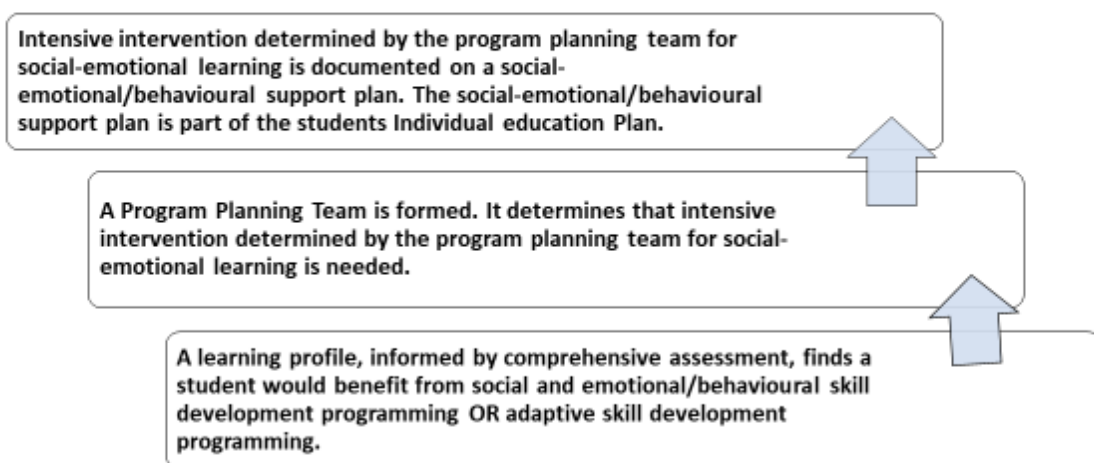 Intensive intervention determined by the program planning team for
social-emotional learning is documented on a social-
emotional/behavioural support plan. The social-emotional/behavioural
support plan is part of the students Individual education Plan.
A Program Planning Team is formed. It determines that intensive
intervention determined by the program planning team for social-
emotional learning is needed.
A learning profile, informed by comprehensive assessment, finds a
student would benefit from social and emotional/behavioural skill
development programming OR adaptive skill development
programming.